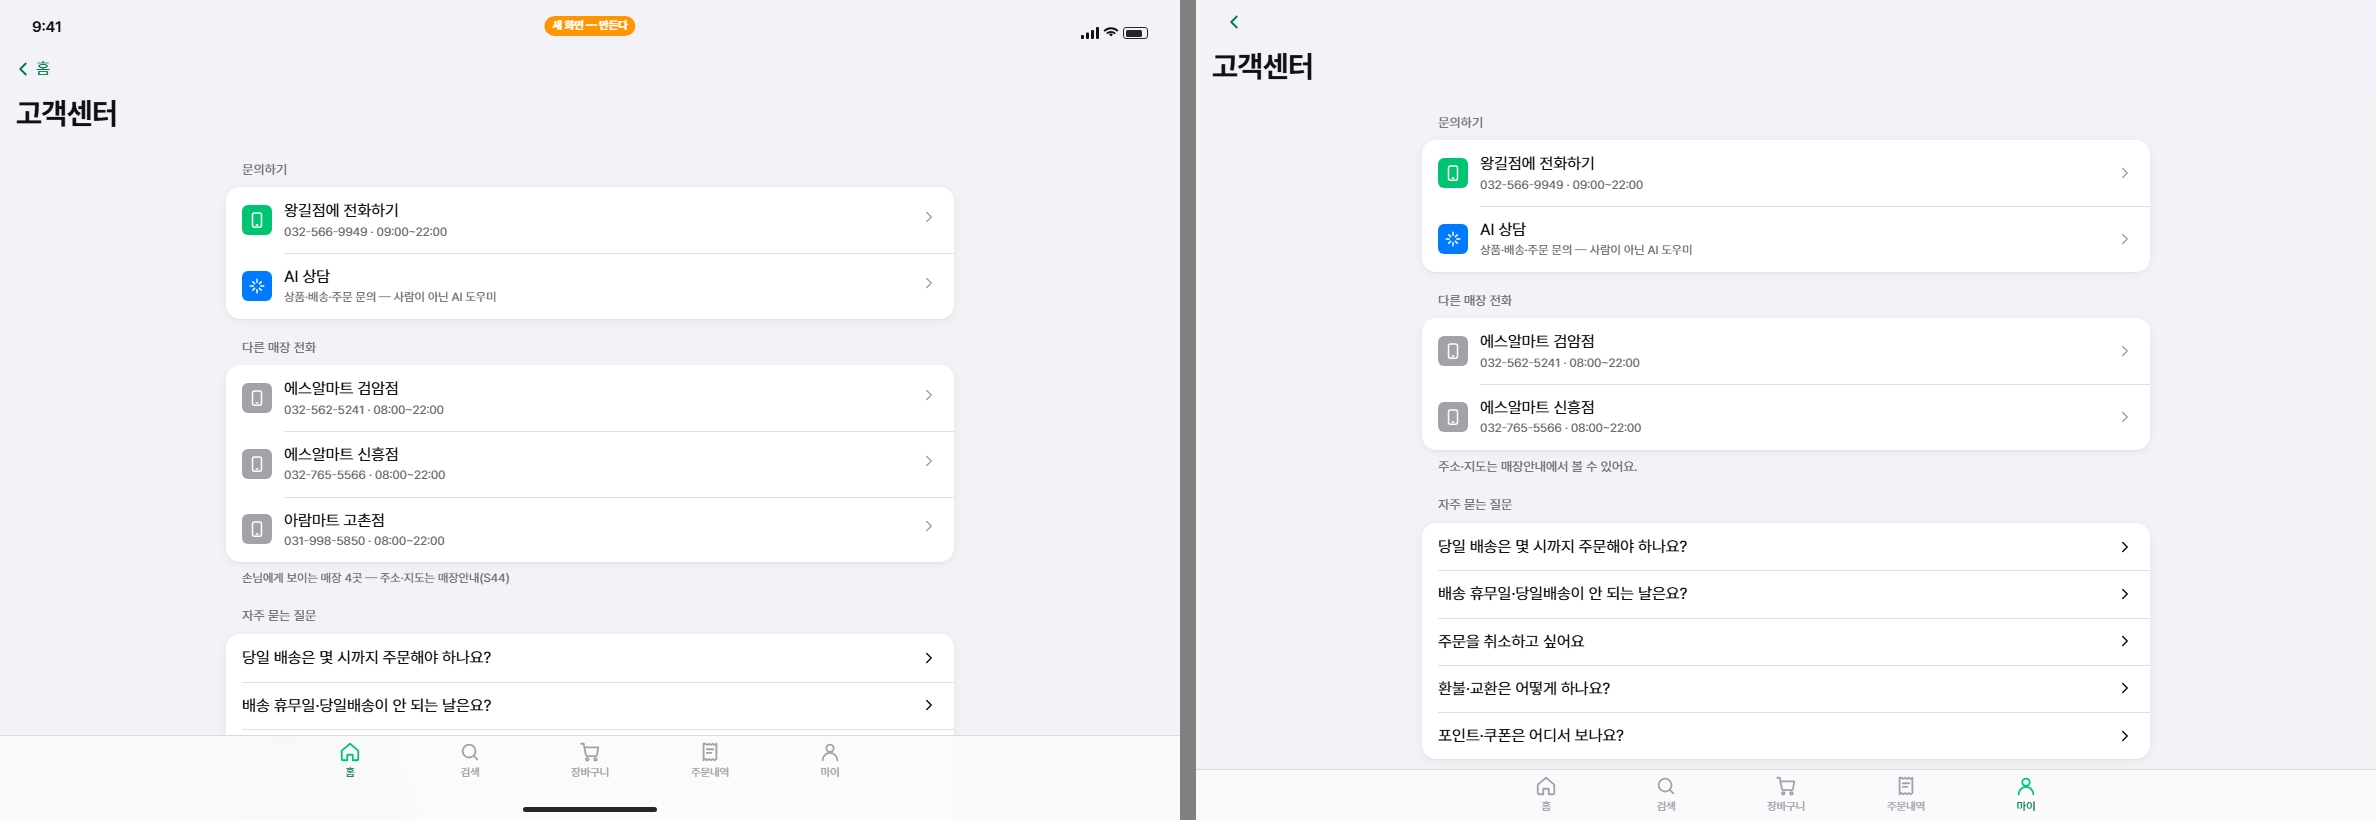 9:41
새 화면 — 만든다
홈
고객센터
문의하기
왕길점에 전화하기
032-566-9949 · 09:00~22:00
AI 상담
상품·배송·주문 문의 — 사람이 아닌 AI 도우미
다른 매장 전화
에스알마트 검암점
032-562-5241 · 08:00~22:00
에스알마트 신흥점
032-765-5566 · 08:00~22:00
아람마트 고촌점
031-998-5850 · 08:00~22:00
손님에게 보이는 매장 4곳 — 주소·지도는 매장안내(S44)
자주 묻는 질문
당일 배송은 몇 시까지 주문해야 하나요?
배송 휴무일·당일배송이 안 되는 날은요?
홈
검색
장바구니
주문내역
마이
고객센터
문의하기
왕길점에 전화하기
032-566-9949 · 09:00~22:00
AI 상담
상품·배송·주문 문의 — 사람이 아닌 AI 도우미
다른 매장 전화
에스알마트 검암점
032-562-5241 · 08:00~22:00
에스알마트 신흥점
032-765-5566 · 08:00~22:00
주소·지도는 매장안내에서 볼 수 있어요.
자주 묻는 질문
당일 배송은 몇 시까지 주문해야 하나요?
배송 휴무일·당일배송이 안 되는 날은요?
주문을 취소하고 싶어요
환불·교환은 어떻게 하나요?
포인트·쿠폰은 어디서 보나요?
홈
검색
장바구니
주문내역
마이